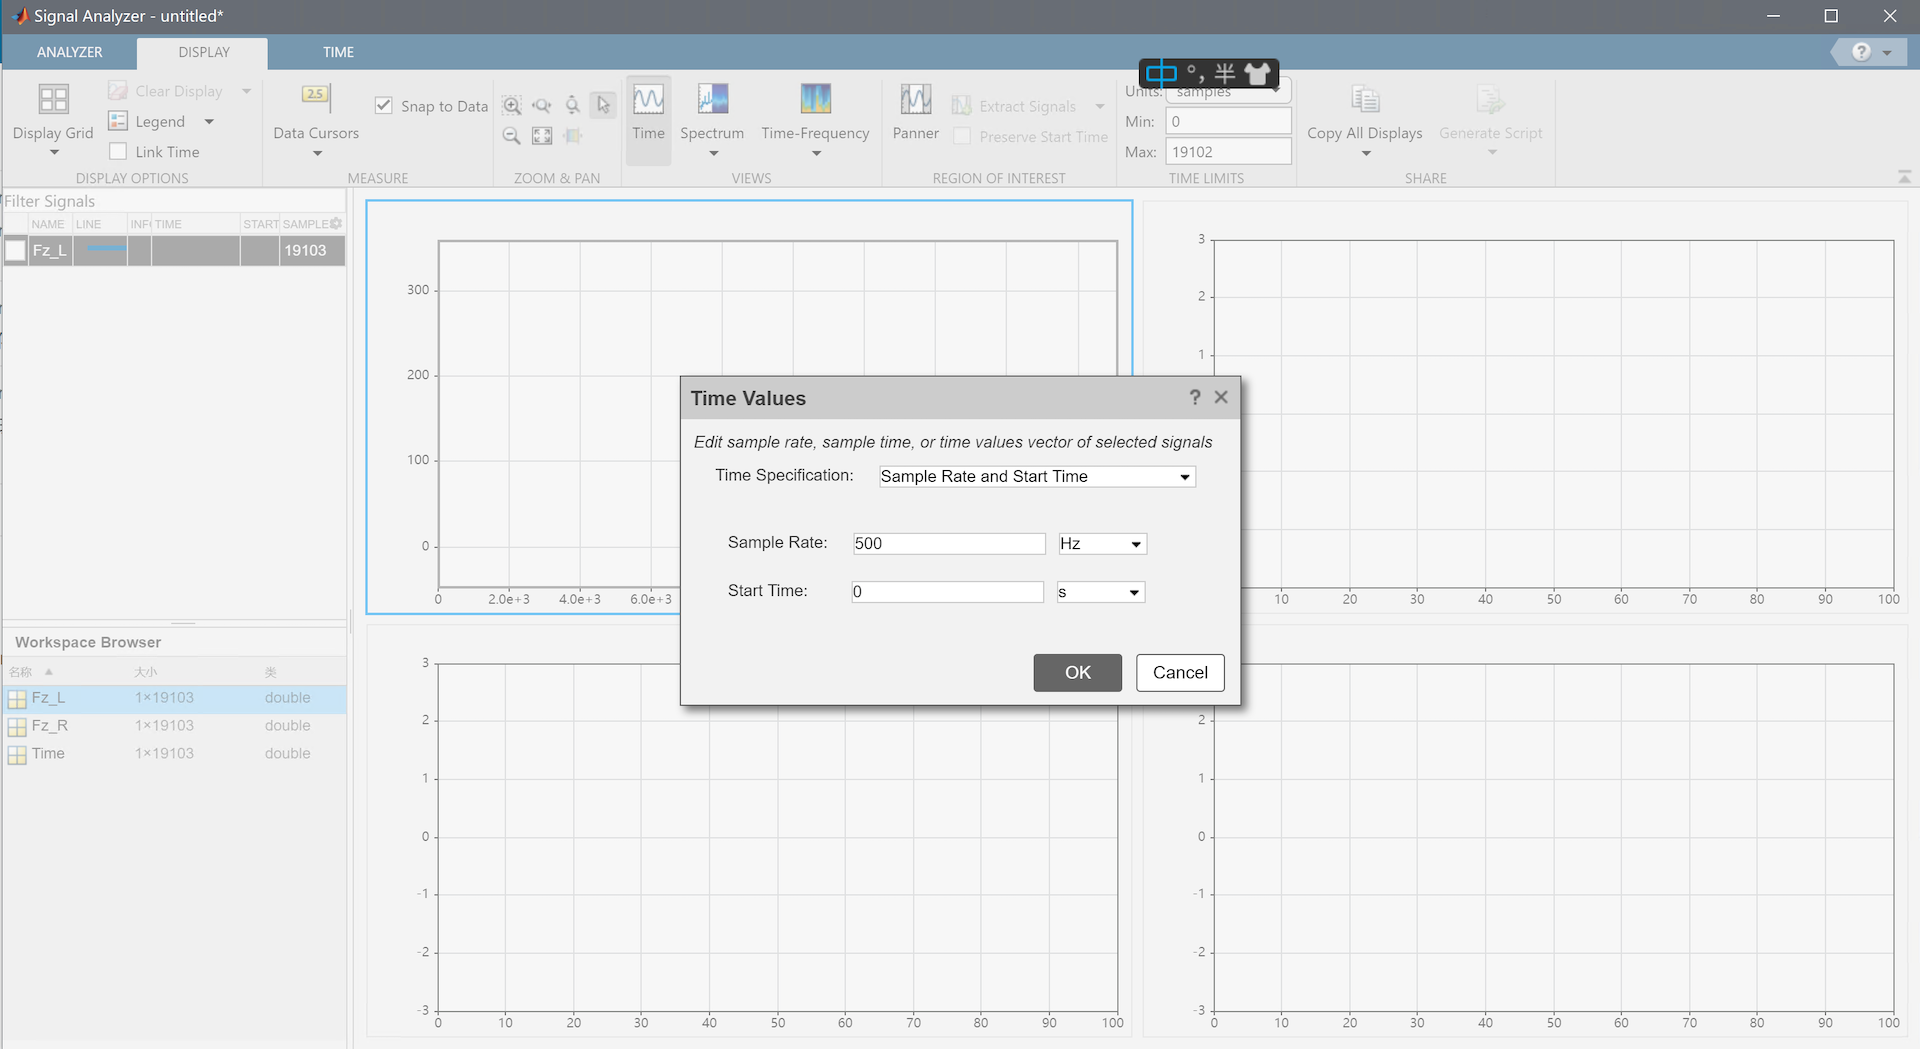 Signal Analyzer - untitled*
ANALYZER DISPLAY TIME
Display Grid
Clear Display
Legend
Link Time
DISPLAY OPTIONS
2.5
Data Cursors
Snap to Data
MEASURE
ZOOM & PAN
Time
Spectrum
Time-Frequency
VIEWS
Panner
Extract Signals
Preserve Start Time
REGION OF INTEREST
中 °, 半
Units: samples
Min: 0
Max: 19102
TIME LIMITS
Copy All Displays
Generate Script
SHARE
Filter Signals
NAME LINE INF TIME START SAMPLE
Fz_L 19103
Workspace Browser
名称 大小 类
Fz_L 1×19103 double
Fz_R 1×19103 double
Time 1×19103 double
300
200
100
0
0 2.0e+3 4.0e+3 6.0e+3
3
2
1
10 20 30 40 50 60 70 80 90 100
Time Values ?
Edit sample rate, sample time, or time values vector of selected signals
Time Specification: Sample Rate and Start Time
Sample Rate: 500 Hz
Start Time: 0 s
OK Cancel
3
2
1
0
-1
-2
-3
0 10 20 30 40 50 60 70 80 90 100
2
1
0
-1
-2
-3
0 10 20 30 40 50 60 70 80 90 100